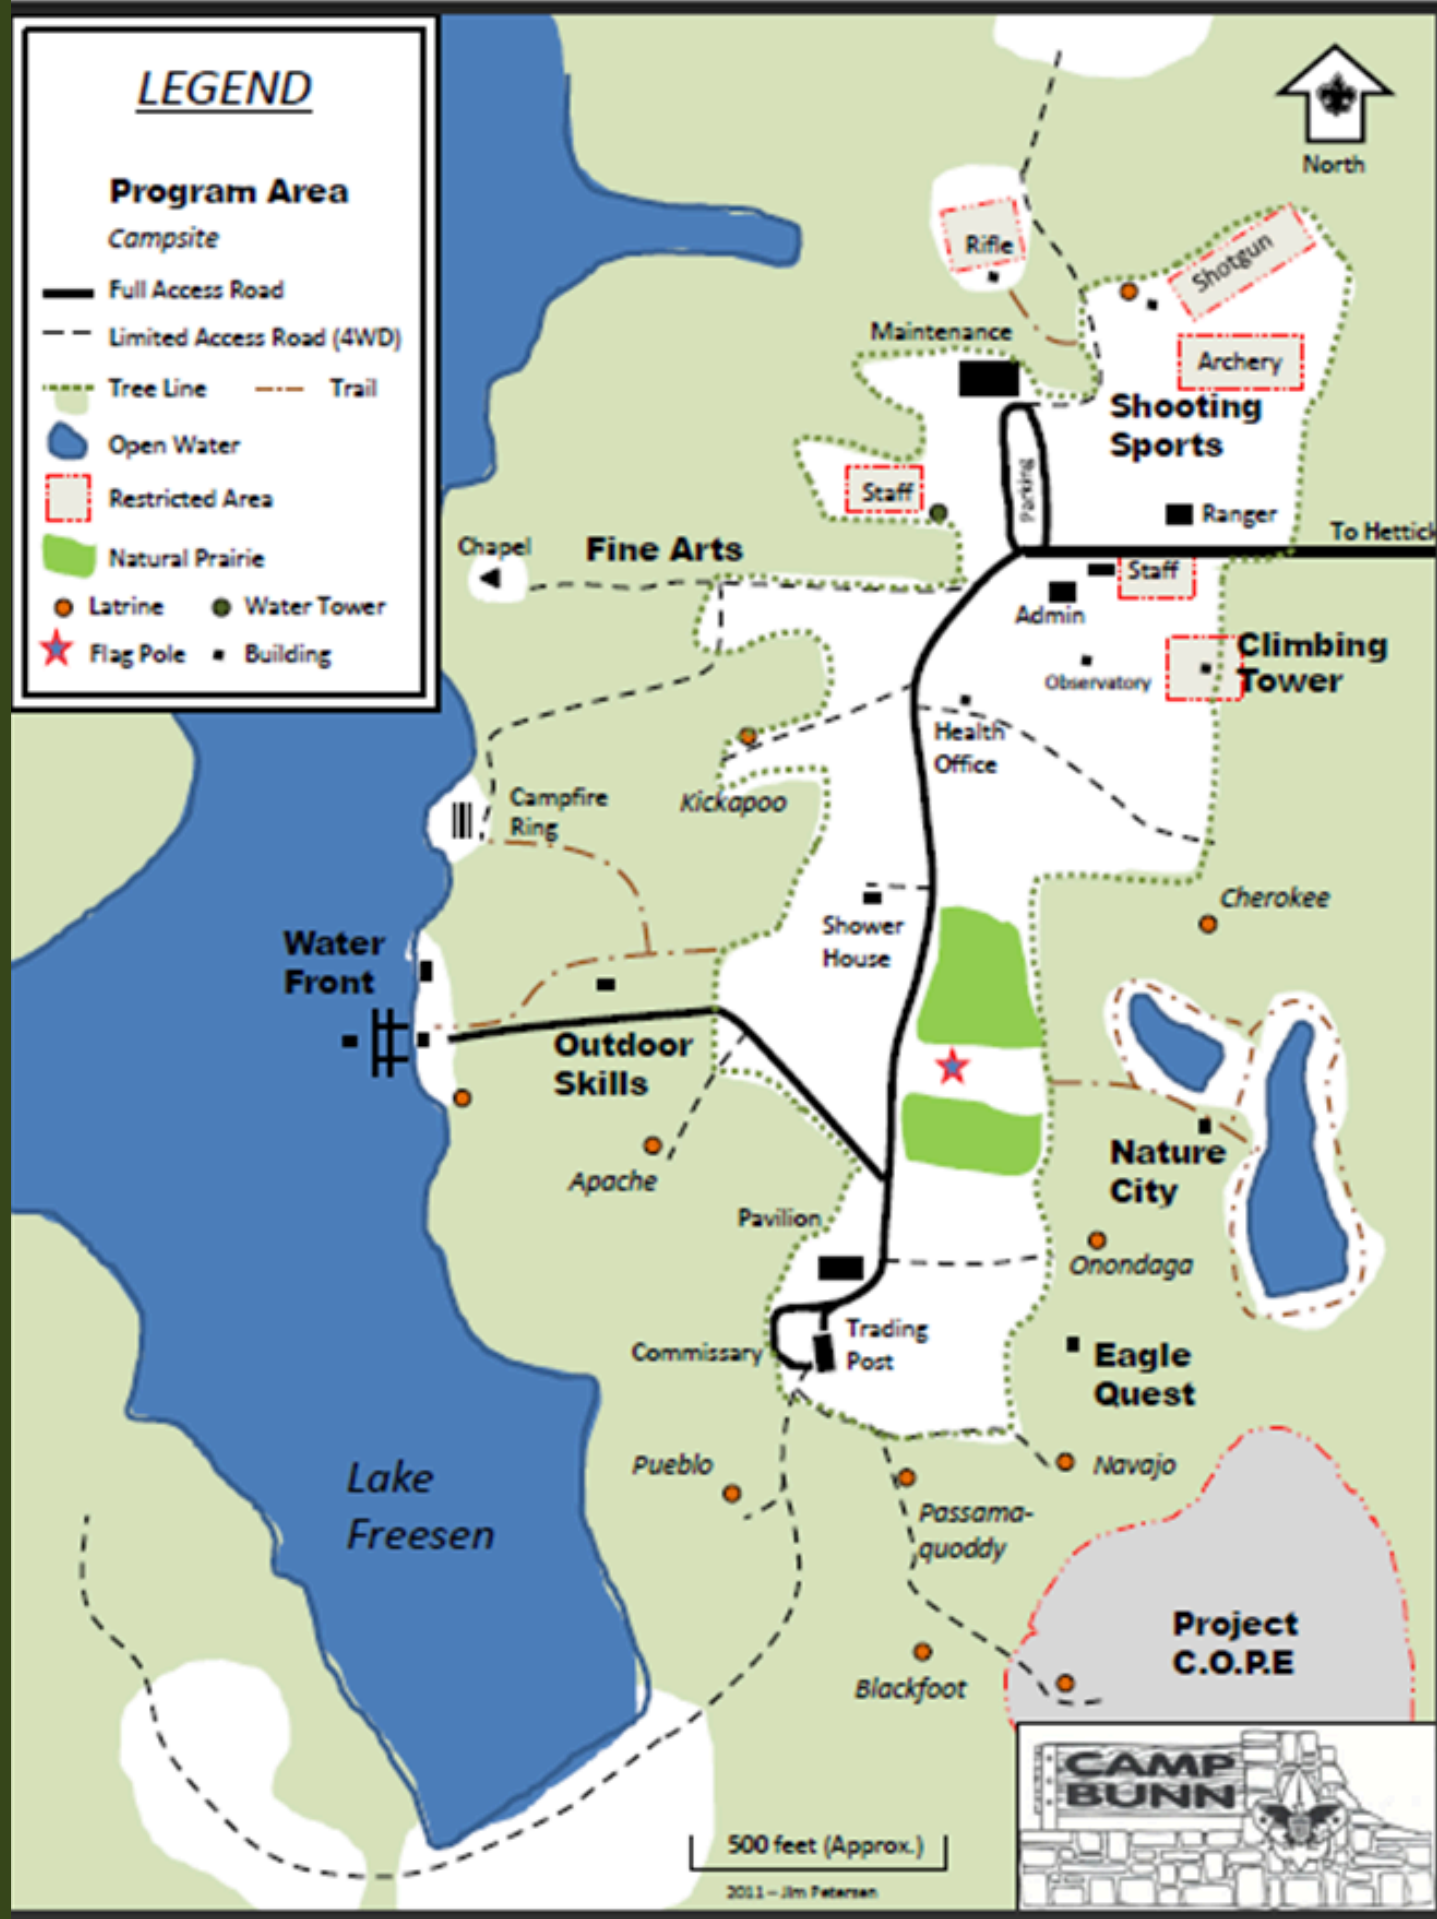 LEGEND
Program Area
Campsite
Full Access Road
Limited Access Road (4WD)
Tree Line
Trail
Open Water
Restricted Area
Natural Prairie
Latrine
Water Tower
Flag Pole
Building
North
Rifle
Shotgun
Maintenance
Archery
Shooting
Sports
Parking
Staff
Ranger
To Hettick
Chapel
Fine Arts
Staff
Admin
Climbing
Tower
Observatory
Health
Office
Campfire
Ring
Kickapoo
Cherokee
Shower
House
Water
Front
Outdoor
Skills
Nature
City
Apache
Pavilion
Onondaga
Trading
Post
Commissary
Eagle
Quest
Pueblo
Navajo
Lake
Freesen
Passama-
quoddy
Project
C.O.P.E
Blackfoot
CAMP
BUNN
500 feet (Approx.)
2011 – Jim Petersen